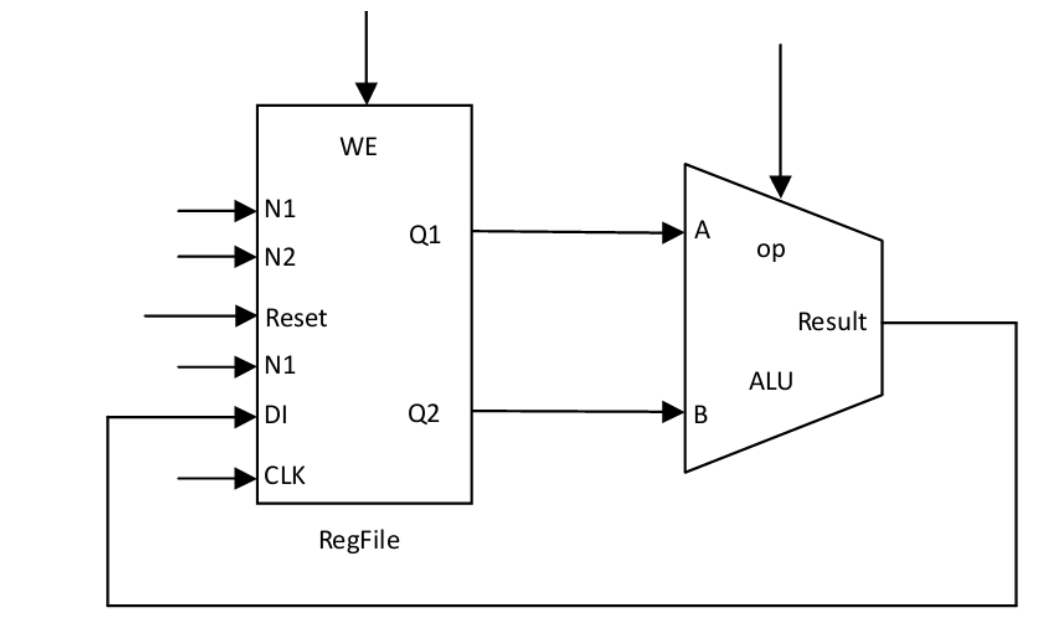 WE
N1
N2
Reset
N1
DI
CLK
Q1
Q2
RegFile
A
op
Result
ALU
B